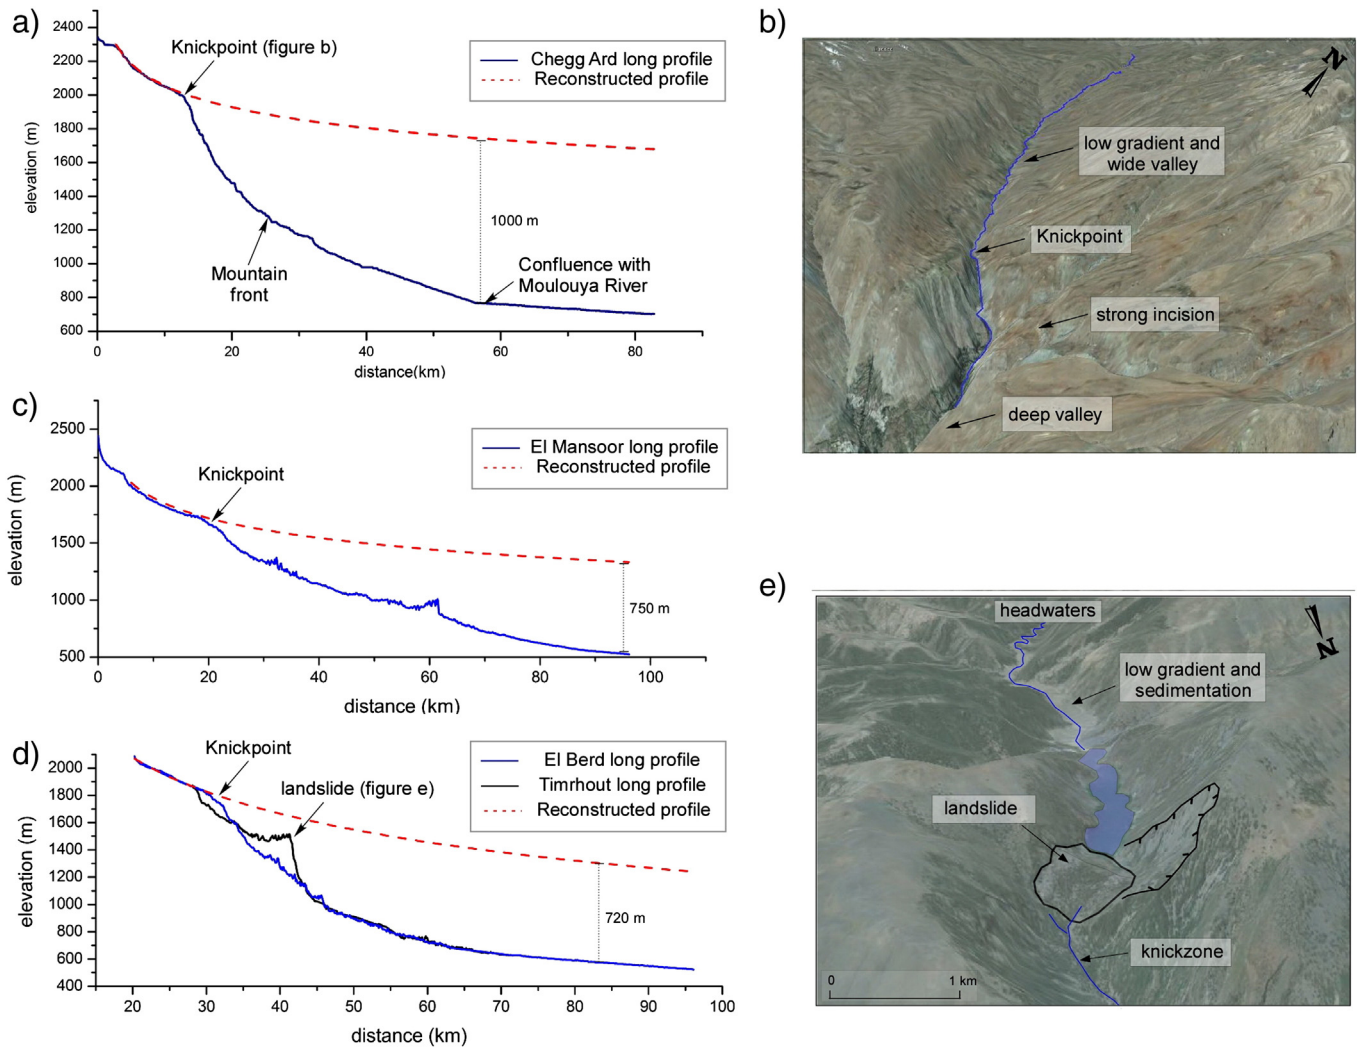 a)
2400
2200
2000
1800
1600
1400
1200
1000
800
600
elevation (m)
0
20
40
60
80
distance(km)
Knickpoint (figure b)
Chegg Ard long profile
Reconstructed profile
1000 m
Mountain
front
Confluence with
Moulouya River
b)
N
low gradient and
wide valley
Knickpoint
strong incision
deep valley
c)
2500
2000
1500
1000
500
elevation (m)
0
20
40
60
80
100
distance (km)
Knickpoint
El Mansoor long profile
Reconstructed profile
750 m
d)
2000
1800
1600
1400
1200
1000
800
600
400
elevation (m)
20
30
40
50
60
70
80
90
100
distance (km)
Knickpoint
landslide (figure e)
El Berd long profile
Timrhout long profile
Reconstructed profile
720 m
e)
headwaters
N
low gradient and
sedimentation
landslide
knickzone
0
1 km